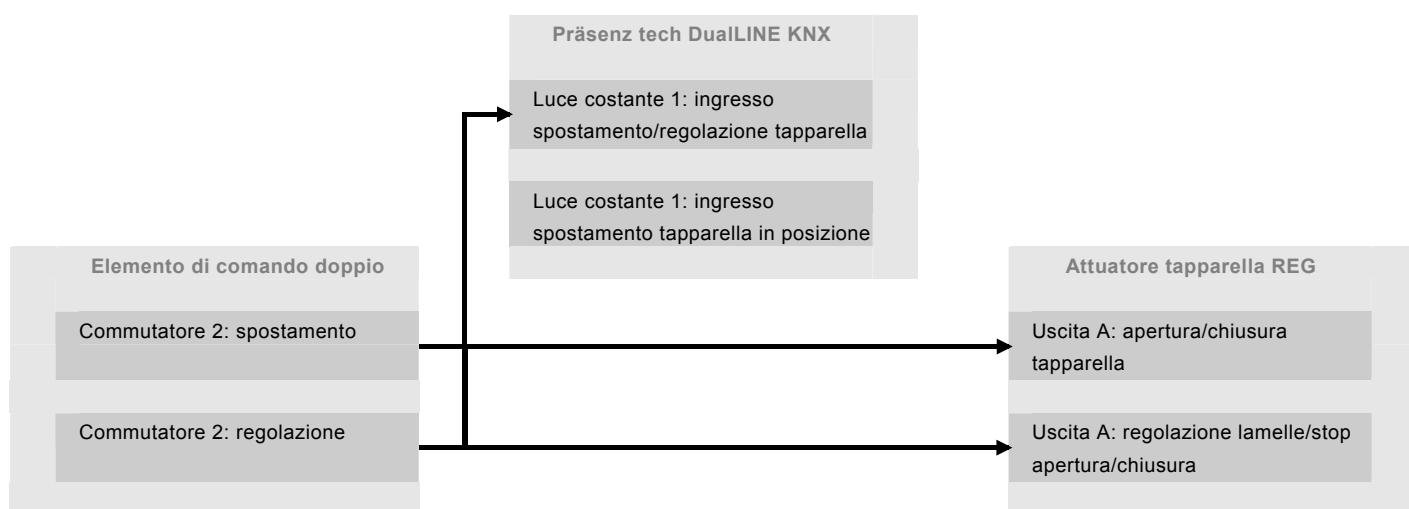 Präsenz tech DualLINE KNX
Luce costante 1: ingresso
spostamento/regolazione tapparella
Luce costante 1: ingresso
spostamento tapparella in posizione
Elemento di comando doppio
Commutatore 2: spostamento
Commutatore 2: regolazione
Attuatore tapparella REG
Uscita A: apertura/chiusura
tapparella
Uscita A: regolazione lamelle/stop
apertura/chiusura